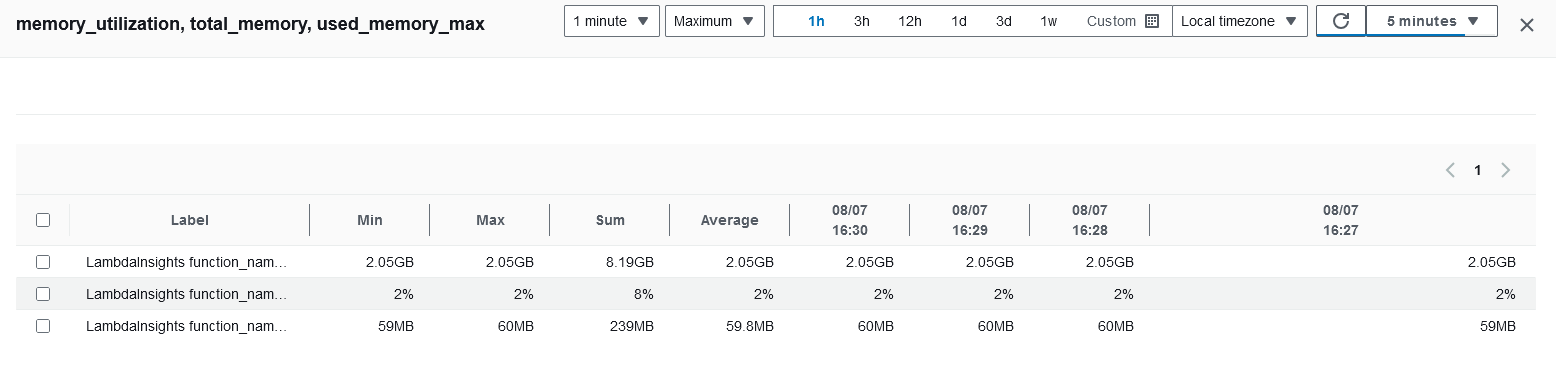 memory_utilization, total_memory, used_memory_max
1 minute Maximum 1h 3h 12h 1d 3d 1w Custom Local timezone 5 minutes
1
Label Min Max Sum Average 08/07 16:30 08/07 16:29 08/07 16:28 08/07 16:27
LambdaInsights function_nam... 2.05GB 2.05GB 8.19GB 2.05GB 2.05GB 2.05GB 2.05GB 2.05GB
LambdaInsights function_nam... 2% 2% 8% 2% 2% 2% 2% 2%
LambdaInsights function_nam... 59MB 60MB 239MB 59.8MB 60MB 60MB 60MB 59MB